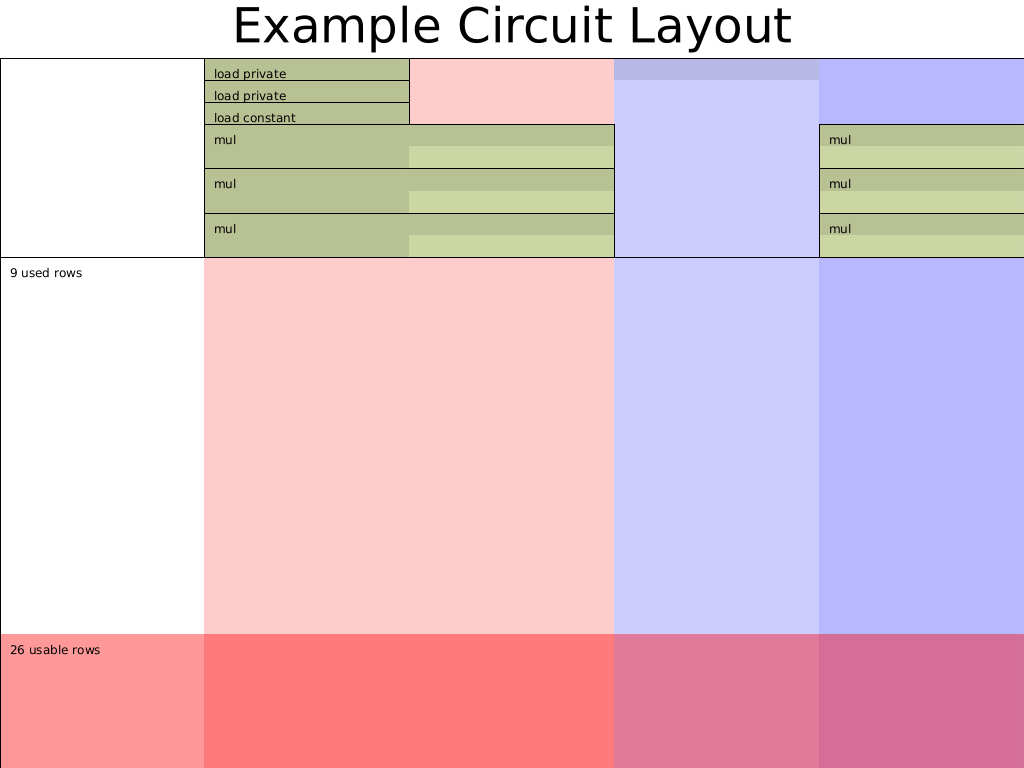 Example Circuit Layout
load private
load private
load constant
mul
mul
mul
mul
mul
mul
9 used rows
26 usable rows